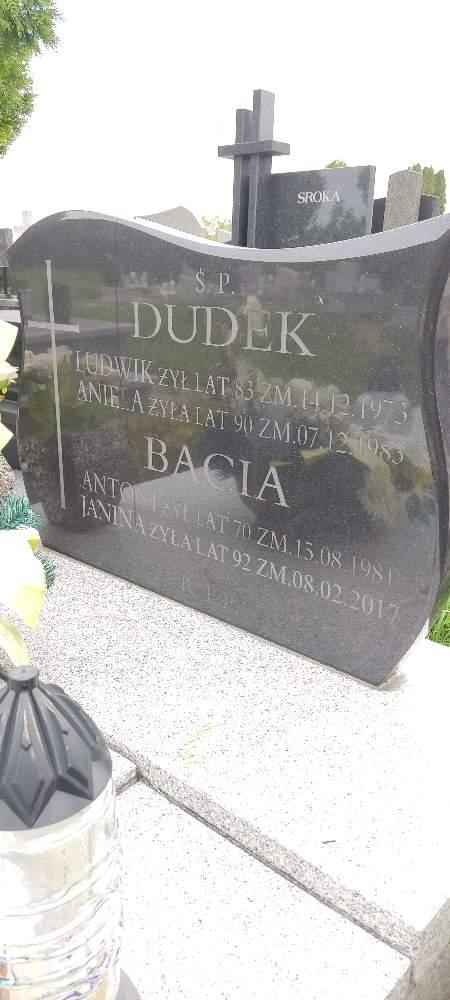 SROKA
Ś. P.
DUDEK
LUDWIK ŻYŁ LAT 83 ZM.14.12.1973
ANIELA ŻYŁA LAT 90 ZM.07.12.1983
BACIA
ANTONI ŻYŁ LAT 70 ZM.15.08.1981
JANINA ŻYŁA LAT 92 ZM.08.02.2017
R.I.P.